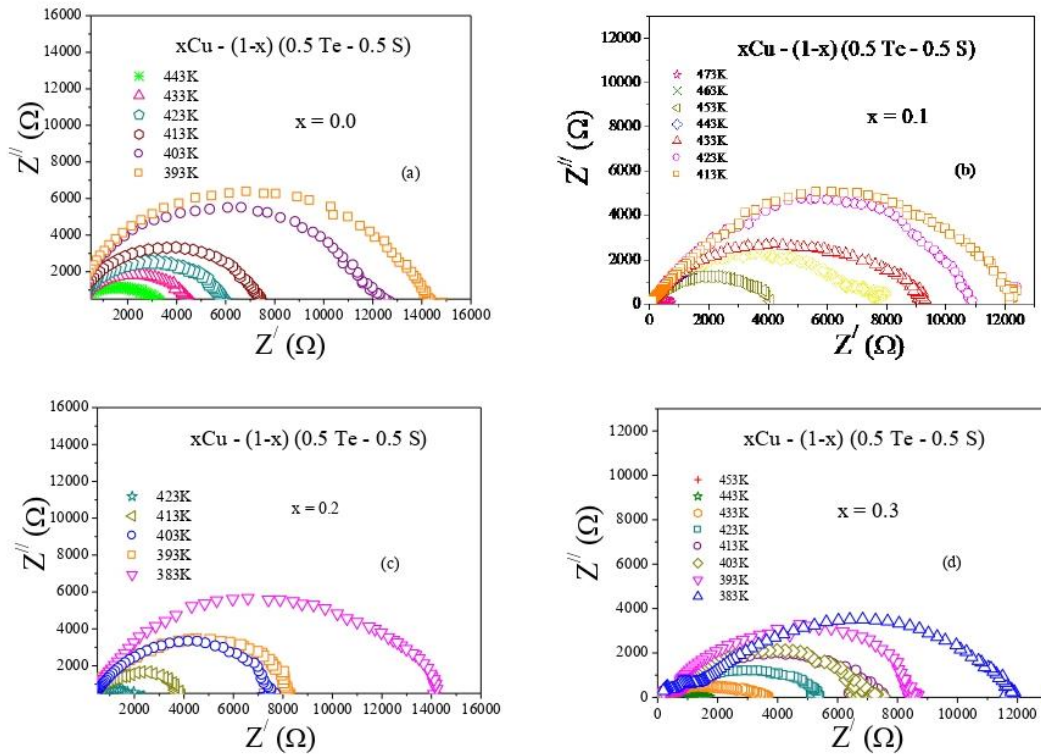 16000
14000
12000
10000
8000
6000
4000
2000
Z// (Ω)
xCu - (1-x) (0.5 Te - 0.5 S)
443K
433K
423K
413K
403K
393K
x = 0.0
(a)
2000 4000 6000 8000 10000 12000 14000 16000
Z/ (Ω)
12000
10000
8000
6000
4000
2000
0
Z// (Ω)
xCu - (1-x) (0.5 Tc - 0.5 S)
473K
463K
453K
443K
433K
423K
413K
x = 0.1
(b)
0 2000 4000 6000 8000 10000 12000
Z/ (Ω)
16000
14000
12000
10000
8000
6000
4000
2000
Z// (Ω)
xCu - (1-x) (0.5 Te - 0.5 S)
423K
413K
403K
393K
383K
x = 0.2
(c)
2000 4000 6000 8000 10000 12000 14000 16000
Z/ (Ω)
12000
10000
8000
6000
4000
2000
0
Z// (Ω)
xCu - (1-x) (0.5 Te - 0.5 S)
453K
443K
433K
423K
413K
403K
393K
383K
x = 0.3
(d)
0 2000 4000 6000 8000 10000 12000
Z/ (Ω)